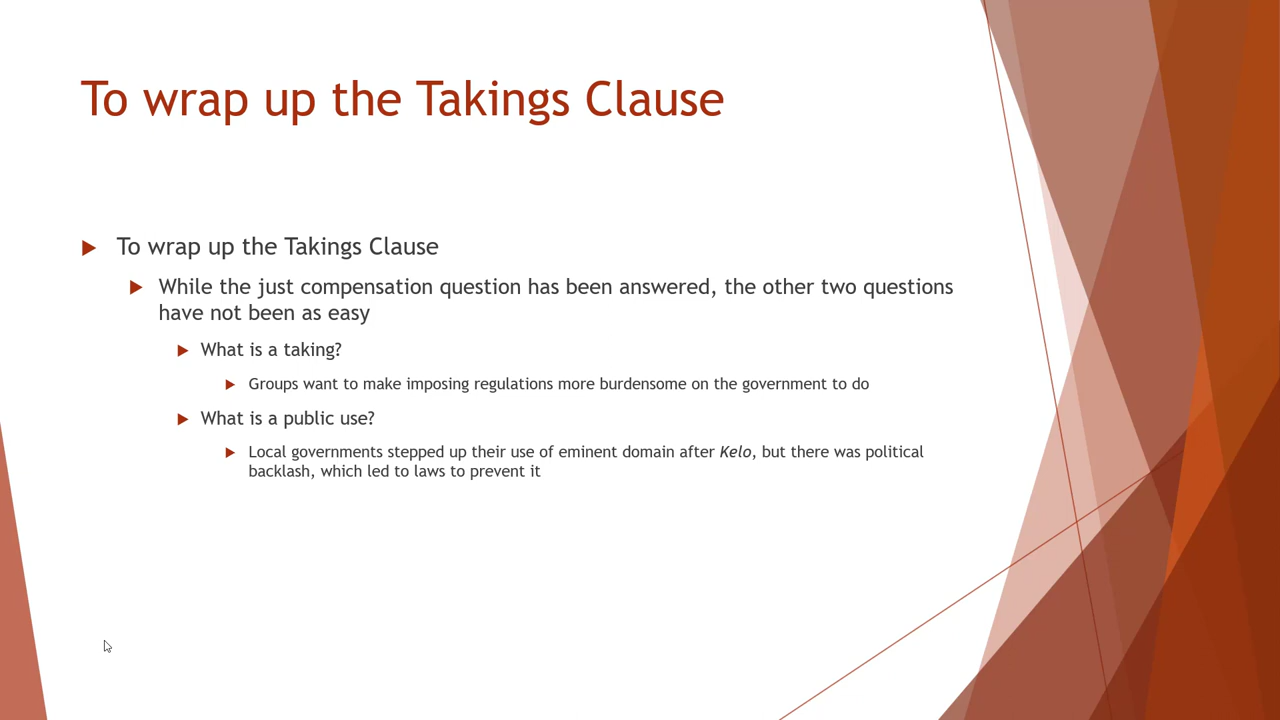 To wrap up the Takings Clause
To wrap up the Takings Clause
While the just compensation question has been answered, the other two questions
have not been as easy
What is a taking?
Groups want to make imposing regulations more burdensome on the government to do
What is a public use?
Local governments stepped up their use of eminent domain after Kelo, but there was political
backlash, which led to laws to prevent it